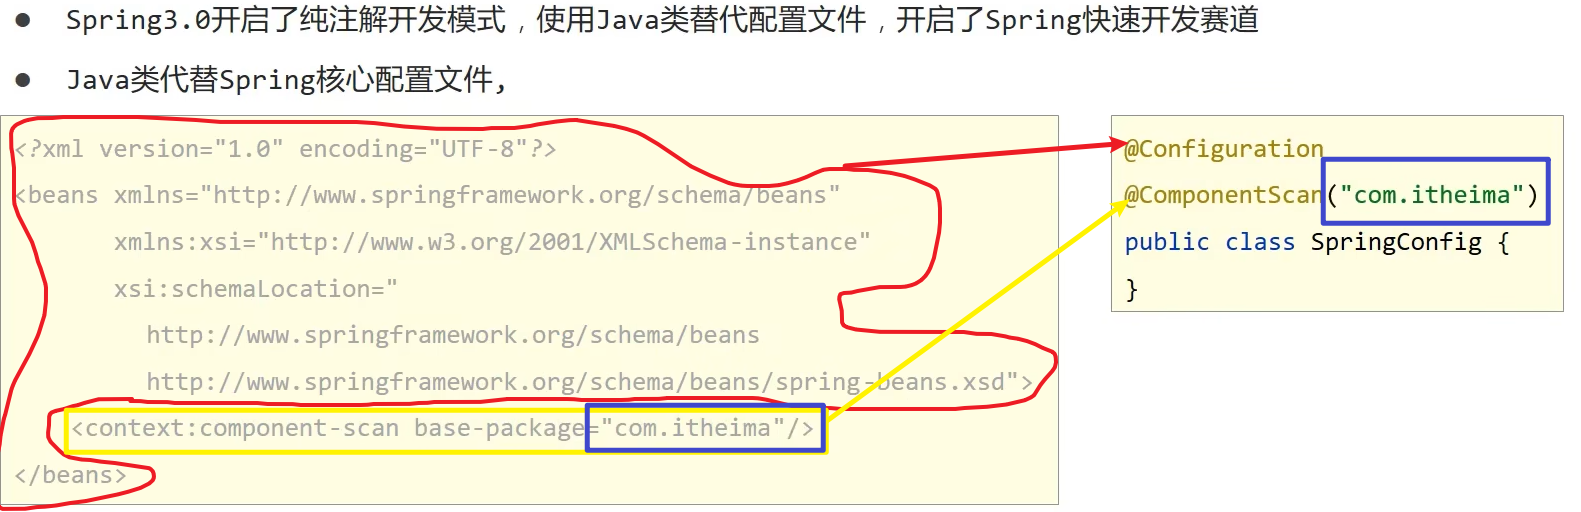 ● Spring3.0开启了纯注解开发模式，使用Java类替代配置文件，开启了Spring快速开发赛道
● Java类代替Spring核心配置文件，
<?xml version="1.0" encoding="UTF-8"?>
<beans xmlns="http://www.springframework.org/schema/beans"
xmlns:xsi="http://www.w3.org/2001/XMLSchema-instance"
xsi:schemaLocation="
http://www.springframework.org/schema/beans
http://www.springframework.org/schema/beans/spring-beans.xsd">
<context:component-scan base-package="com.itheima"/>
</beans>
@Configuration
@ComponentScan("com.itheima")
public class SpringConfig {
}